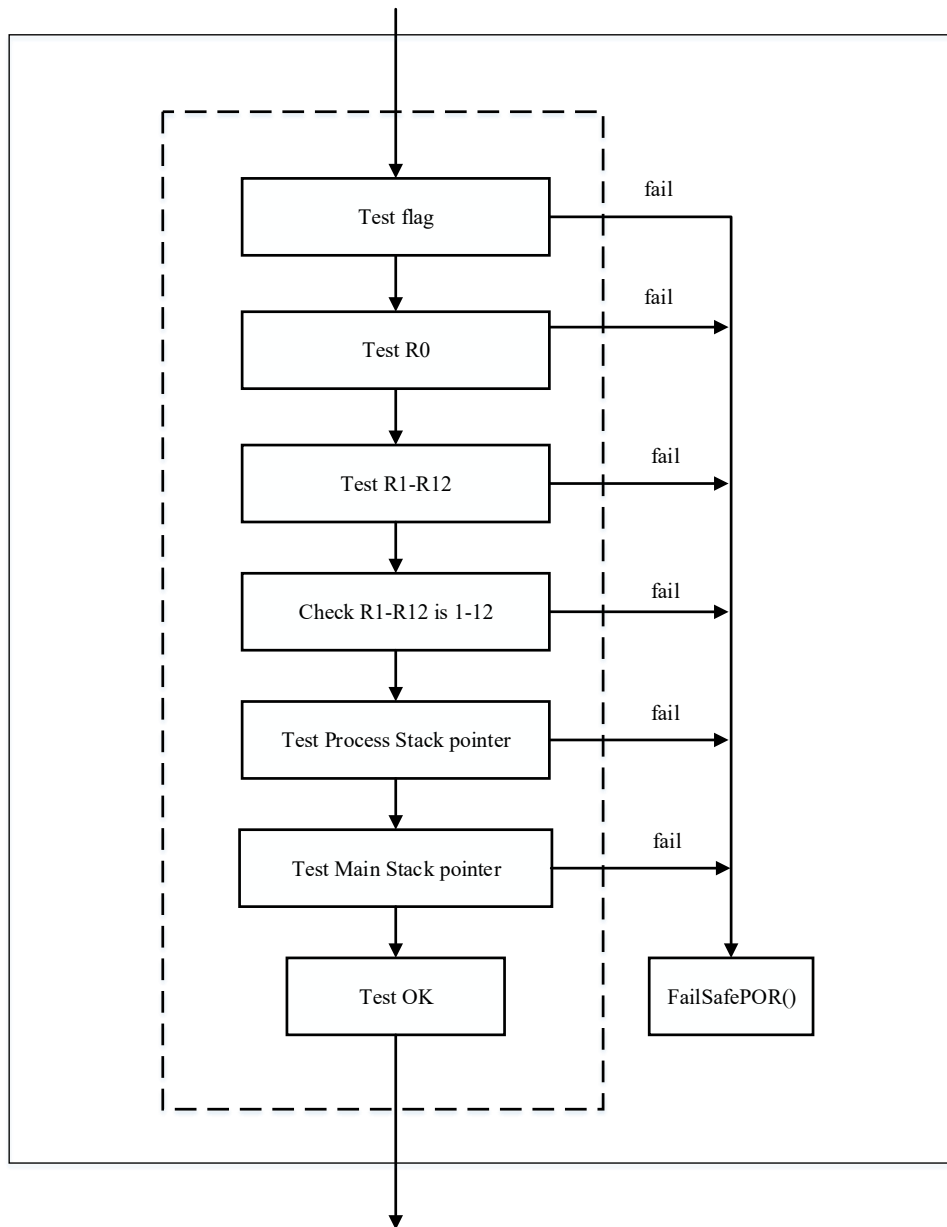 Test flag
fail
Test R0
fail
Test R1-R12
fail
Check R1-R12 is 1-12
fail
Test Process Stack pointer
fail
Test Main Stack pointer
fail
Test OK
FailSafePOR()